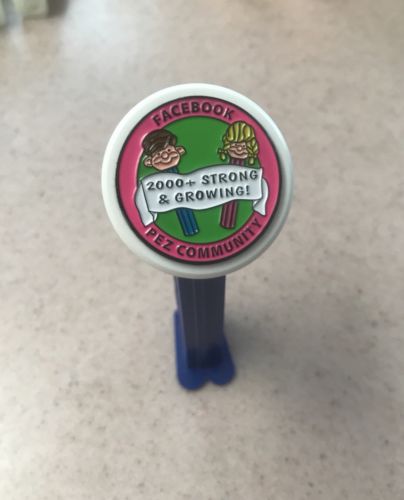 FACEBOOK
2000+ STRONG
& GROWING!
PEZ COMMUNITY